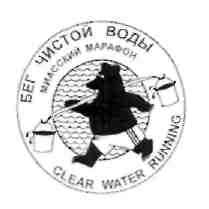 БЕГ ЧИСТОЙ ВОДЫ
МИАССКИЙ МАРАФОН
CLEAR WATER RUNNING